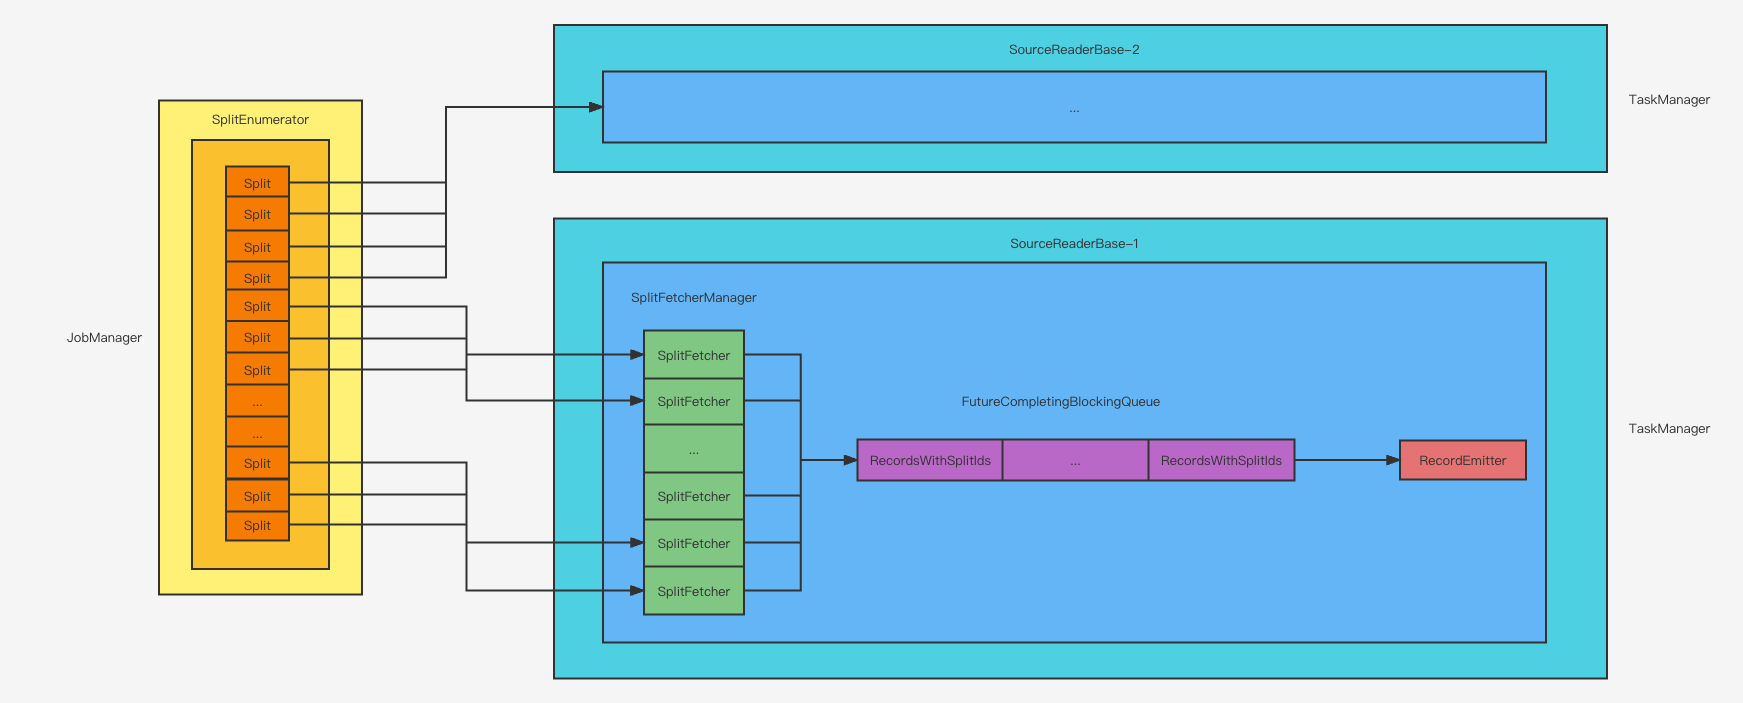 JobManager
SplitEnumerator
Split
Split
Split
Split
Split
Split
Split
...
...
Split
Split
Split
SourceReaderBase-2
...
TaskManager
SourceReaderBase-1
SplitFetcherManager
SplitFetcher
SplitFetcher
...
SplitFetcher
SplitFetcher
SplitFetcher
FutureCompletingBlockingQueue
RecordsWithSplitIds
...
RecordsWithSplitIds
RecordEmitter
TaskManager